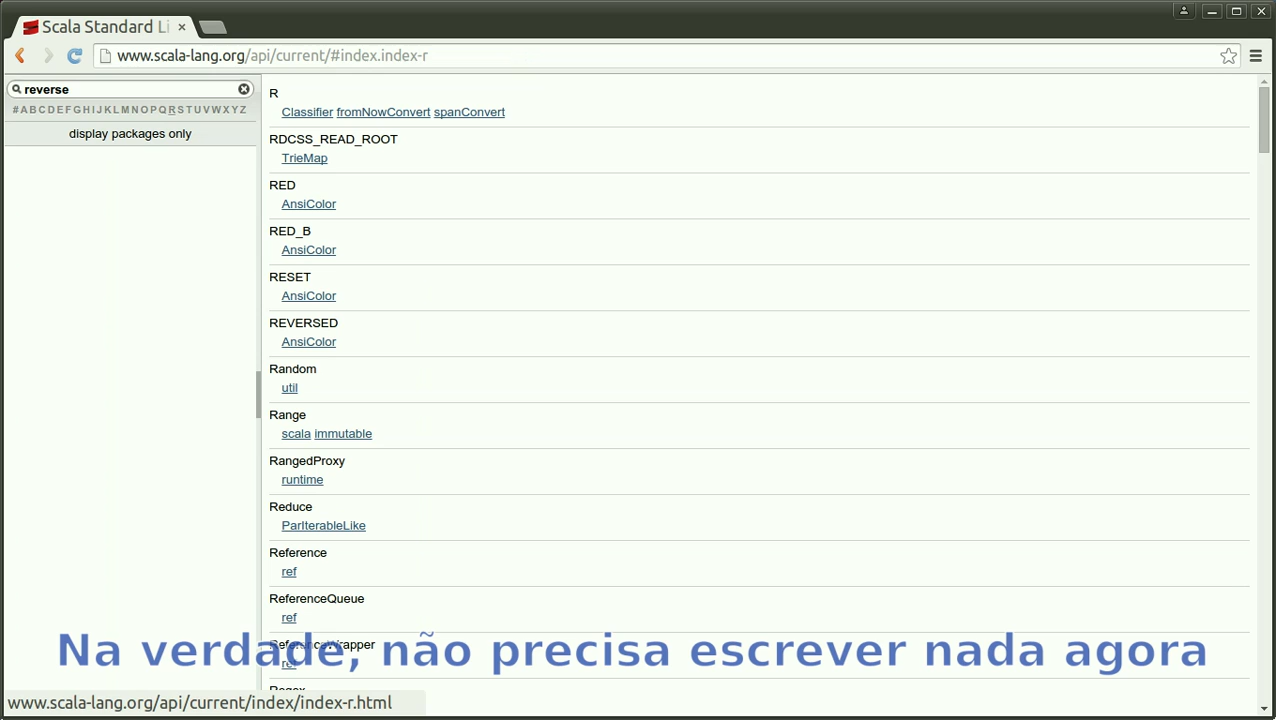 Scala Standard Li
www.scala-lang.org/api/current/#index.index-r
reverse
#ABCDEFGHIJKLMNOPQRSTUVWXYZ
display packages only
R
Classifier fromNowConvert spanConvert
RDCSS_READ_ROOT
TrieMap
RED
AnsiColor
RED_B
AnsiColor
RESET
AnsiColor
REVERSED
AnsiColor
Random
util
Range
scala immutable
RangedProxy
runtime
Reduce
ParIterableLike
Reference
ref
ReferenceQueue
ref
ReferenceWrapper
ref
Regex
Na verdade, não precisa escrever nada agora
www.scala-lang.org/api/current/index/index-r.html